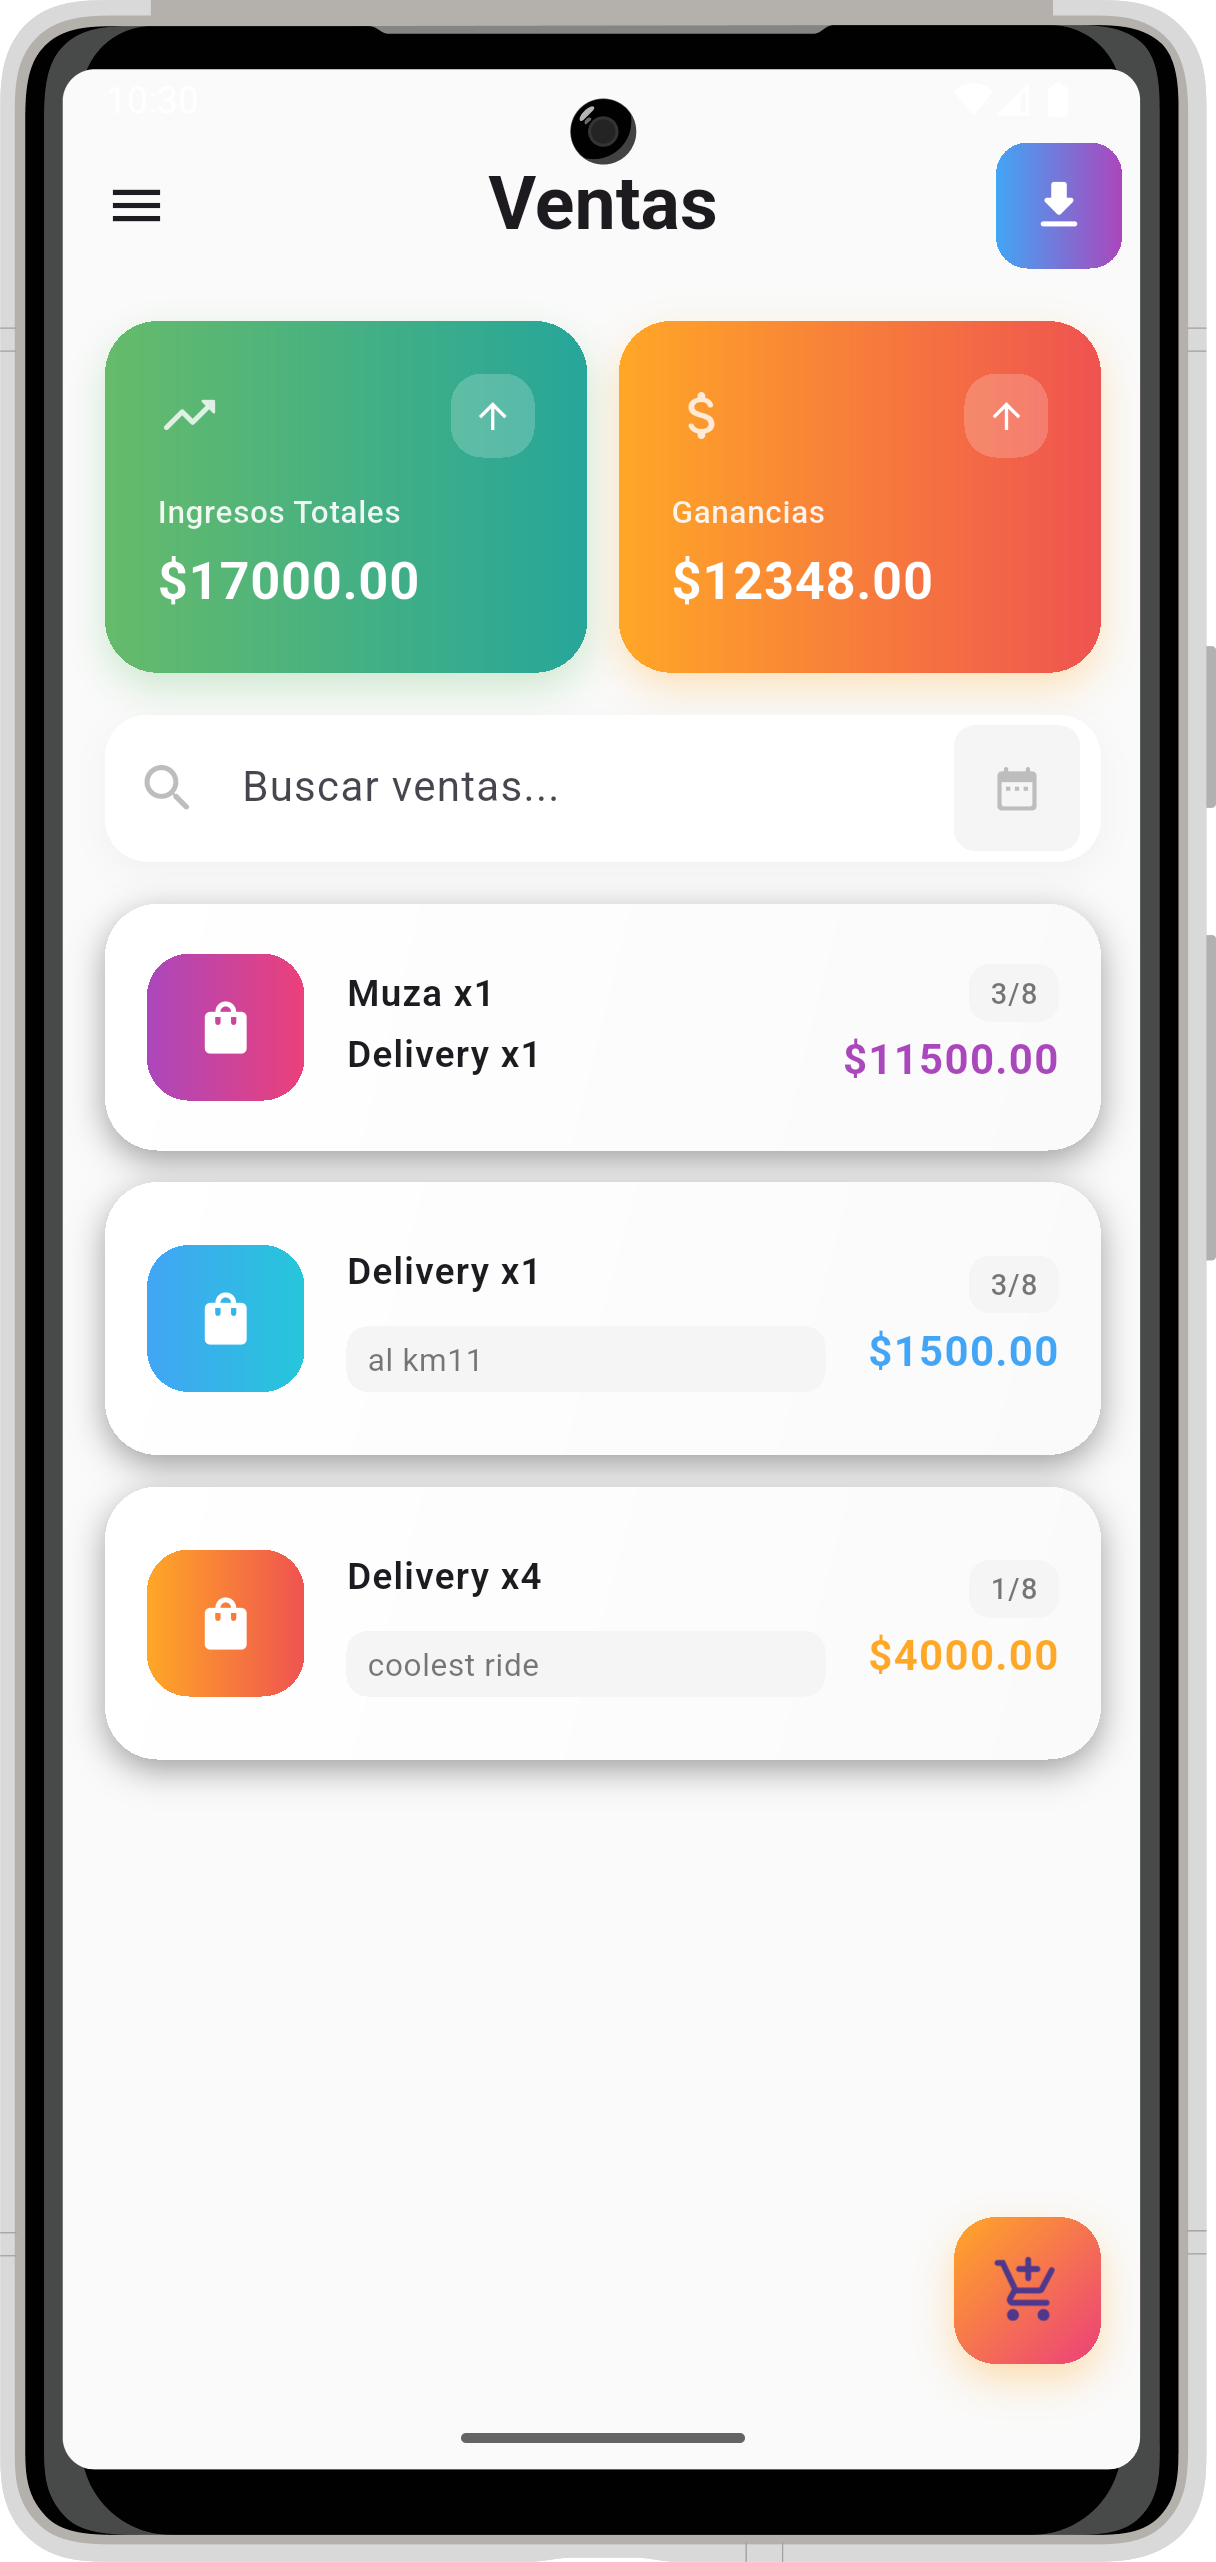 10:30
Ventas
Ingresos Totales
$17000.00
Ganancias
$12348.00
Buscar ventas...
Muza x1
Delivery x1
3/8
$11500.00
Delivery x1
al km11
3/8
$1500.00
Delivery x4
coolest ride
1/8
$4000.00